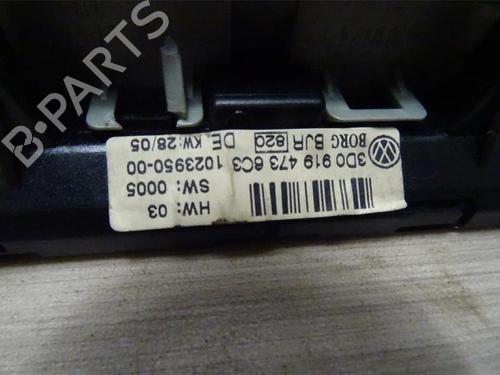 3D0 919 473 6C3
BORG BJR 820
1023950-00
DE KW:28/05
HW: 03
SW: 0005
B-PARTS